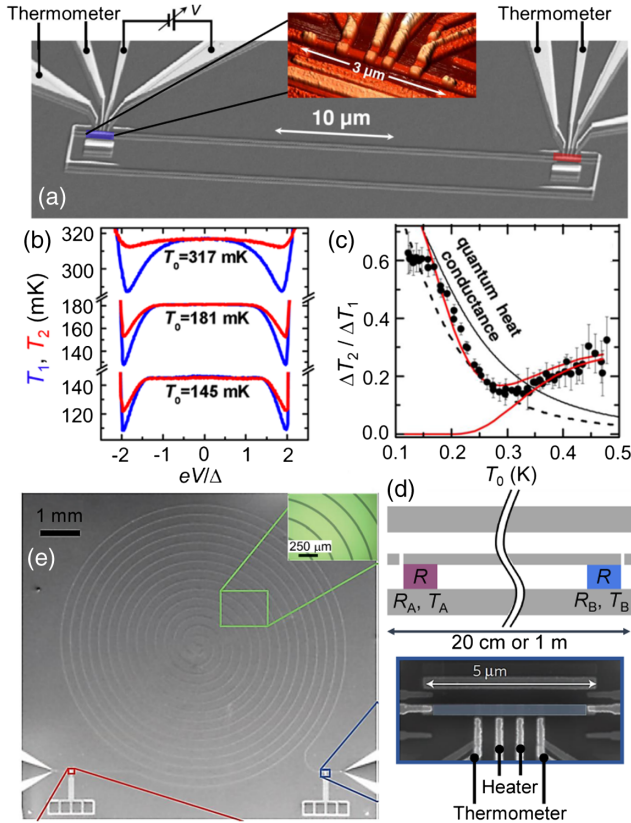 Thermometer
V
Thermometer
3 μm
10 μm
(a)
(b)
T1, T2 (mK)
320
300
180
160
140
140
120
T0=317 mK
T0=181 mK
T0=145 mK
-2 -1 0 1 2
eV/Δ
(c)
ΔT2 / ΔT1
0.6
0.4
0.2
0.0
quantum heat
conductance
0.1 0.2 0.3 0.4 0.5
T0 (K)
(d)
R R
RA, TA RB, TB
20 cm or 1 m
(e)
1 mm
250 μm
5 μm
Heater
Thermometer